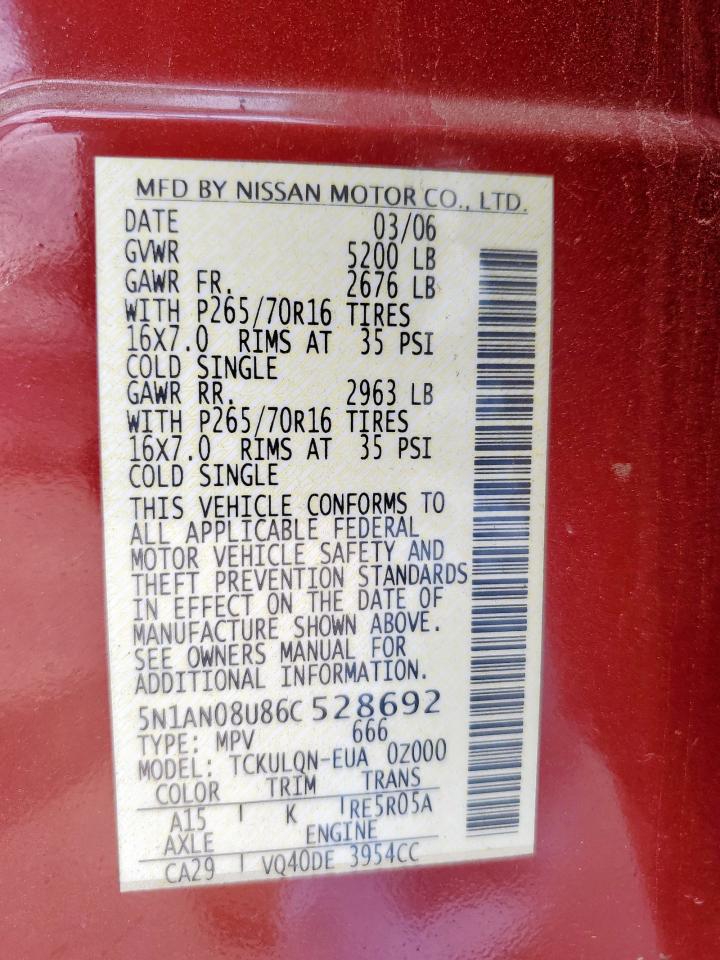 MFD BY NISSAN MOTOR CO., LTD.
DATE 03/06
GVWR 5200 LB
GAWR FR. 2676 LB
WITH P265/70R16 TIRES
16X7.0 RIMS AT 35 PSI
COLD SINGLE
GAWR RR. 2963 LB
WITH P265/70R16 TIRES
16X7.0 RIMS AT 35 PSI
COLD SINGLE
THIS VEHICLE CONFORMS TO
ALL APPLICABLE FEDERAL
MOTOR VEHICLE SAFETY AND
THEFT PREVENTION STANDARDS
IN EFFECT ON THE DATE OF
MANUFACTURE SHOWN ABOVE.
SEE OWNERS MANUAL FOR
ADDITIONAL INFORMATION.
5N1AN08U86C528692
TYPE: MPV 666
MODEL: TCKULQN-EUA 0Z000
COLOR TRIM TRANS
A15 K RE5R05A
AXLE ENGINE
CA29 VQ40DE 3954CC